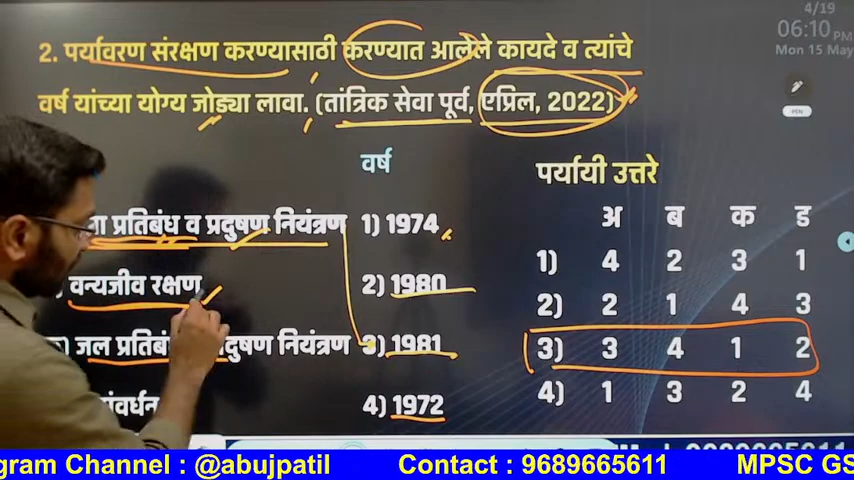 4/19
06:10 PM
Mon 15 May
PEN
2. पर्यावरण संरक्षण करण्यासाठी करण्यात आलेले कायदे व त्यांचे
वर्ष यांच्या योग्य जोड्या लावा. (तांत्रिक सेवा पूर्व, एप्रिल, 2022)
वर्ष
पर्यायी उत्तरे
अ ब क ड
प्रतिबंध व प्रदुषण नियंत्रण 1) 1974
1) 4 2 3 1
वन्यजीव रक्षण 2) 1980
2) 2 1 4 3
जल प्रतिबं दुषण नियंत्रण 3) 1981
3) 3 4 1 2
संवर्धन 4) 1972
4) 1 3 2 4
gram Channel : @abujpatil Contact : 9689665611 MPSC GS